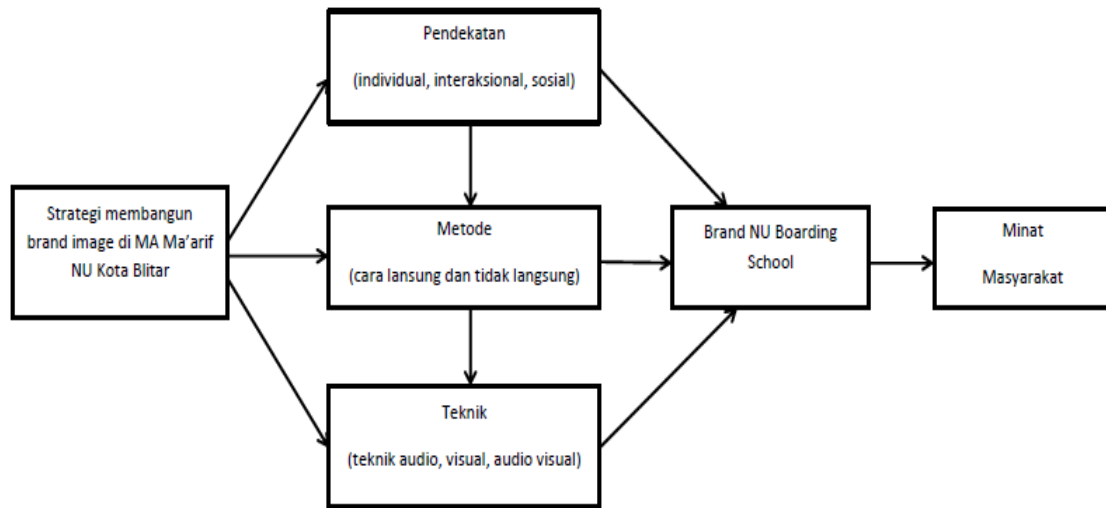 Pendekatan
(individual, interaksional, sosial)
Strategi membangun
brand image di MA Ma'arif
NU Kota Blitar
Metode
(cara lansung dan tidak langsung)
Brand NU Boarding
School
Minat
Masyarakat
Teknik
(teknik audio, visual, audio visual)